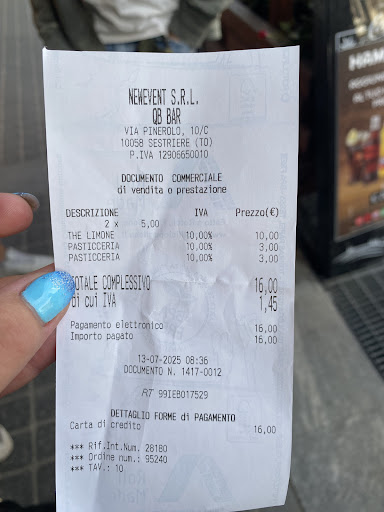 NEWEVENT S.R.L.
QB BAR
VIA PINEROLO, 10/C
10058 SESTRIERE (TO)
P.IVA 12906650010
DOCUMENTO COMMERCIALE
di vendita o prestazione
DESCRIZIONE IVA Prezzo(€)
2 x 5,00
THE LIMONE 10,00% 10,00
PASTICCERIA 10,00% 3,00
PASTICCERIA 10,00% 3,00
TOTALE COMPLESSIVO 16,00
di cui IVA 1,45
Pagamento elettronico 16,00
Importo pagato 16,00
13-07-2025 08:36
DOCUMENTO N. 1417-0012
RT 99IEB017529
DETTAGLIO FORME di PAGAMENTO
Carta di credito 16,00
*** Rif.Int.Num. 28180
*** Ordine num.: 95240
*** TAV.: 10